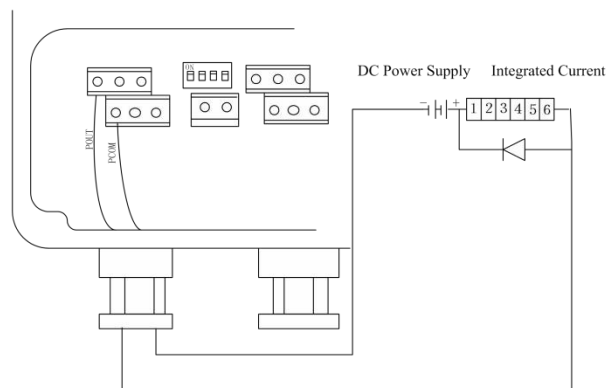 ON
DC Power Supply Integrated Current
- +
1 2 3 4 5 6
POUT
PCOM